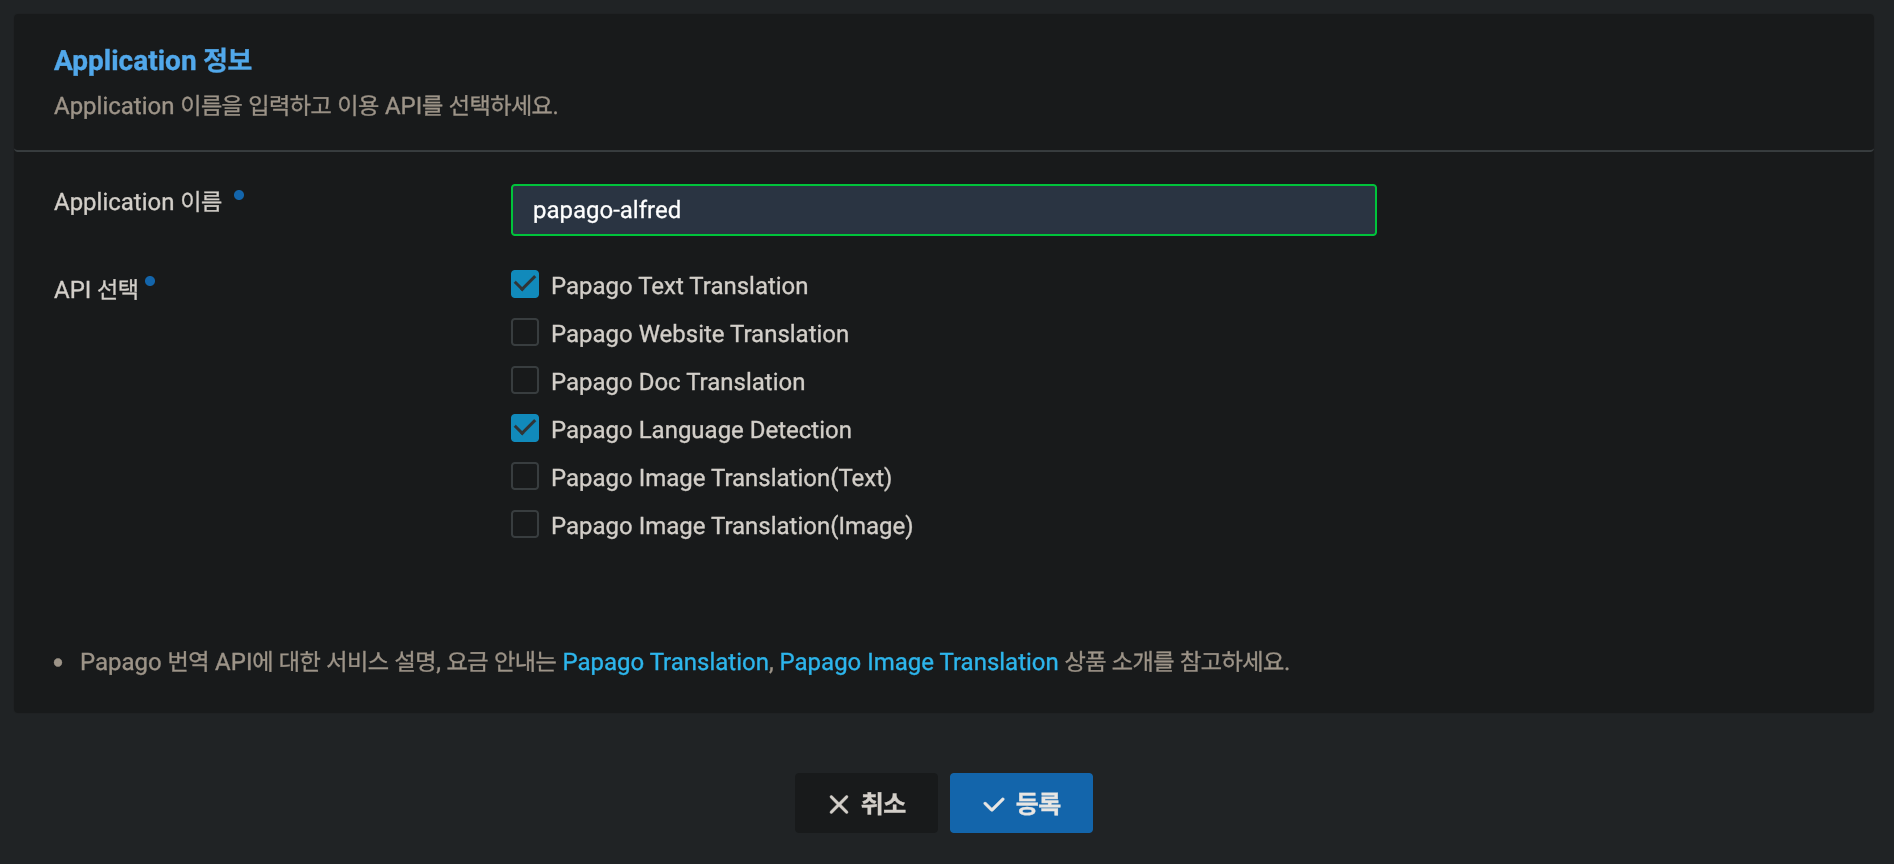 Application 정보
Application 이름을 입력하고 이용 API를 선택하세요.
Application 이름
papago-alfred
API 선택
Papago Text Translation
Papago Website Translation
Papago Doc Translation
Papago Language Detection
Papago Image Translation(Text)
Papago Image Translation(Image)
• Papago 번역 API에 대한 서비스 설명, 요금 안내는 Papago Translation, Papago Image Translation 상품 소개를 참고하세요.
취소 등록